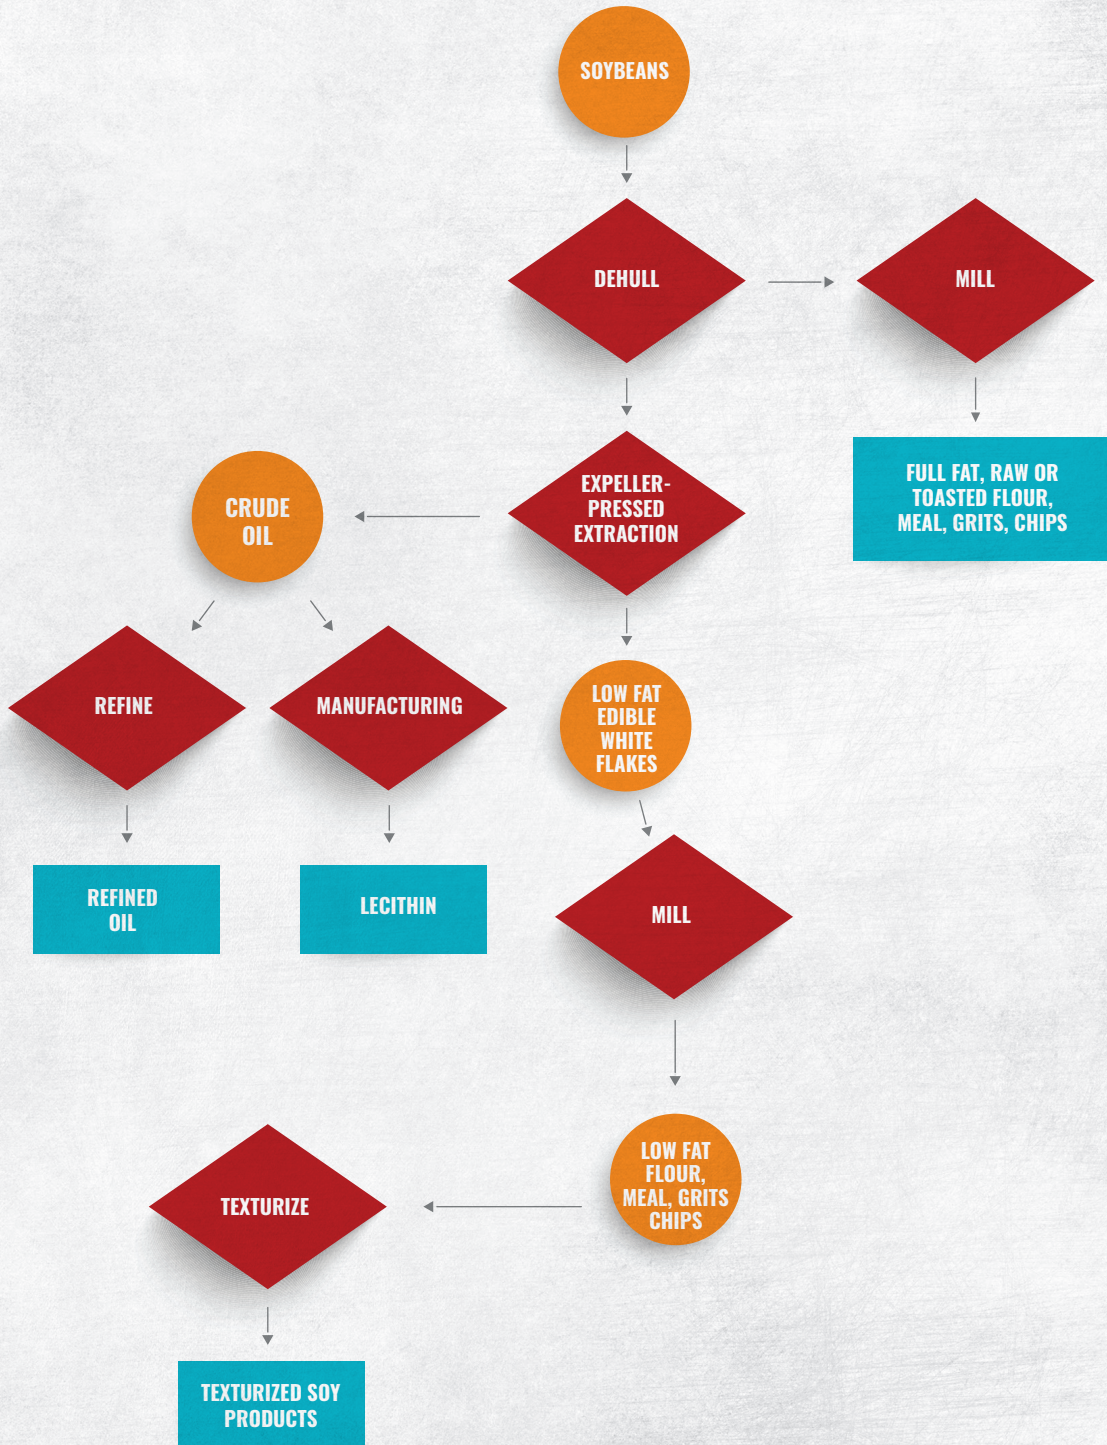 SOYBEANS
DEHULL
MILL
EXPELLER-
PRESSED
EXTRACTION
FULL FAT, RAW OR
TOASTED FLOUR,
MEAL, GRITS, CHIPS
CRUDE
OIL
REFINE
MANUFACTURING
LOW FAT
EDIBLE
WHITE
FLAKES
REFINED
OIL
LECITHIN
MILL
LOW FAT
FLOUR,
MEAL, GRITS
CHIPS
TEXTURIZE
TEXTURIZED SOY
PRODUCTS